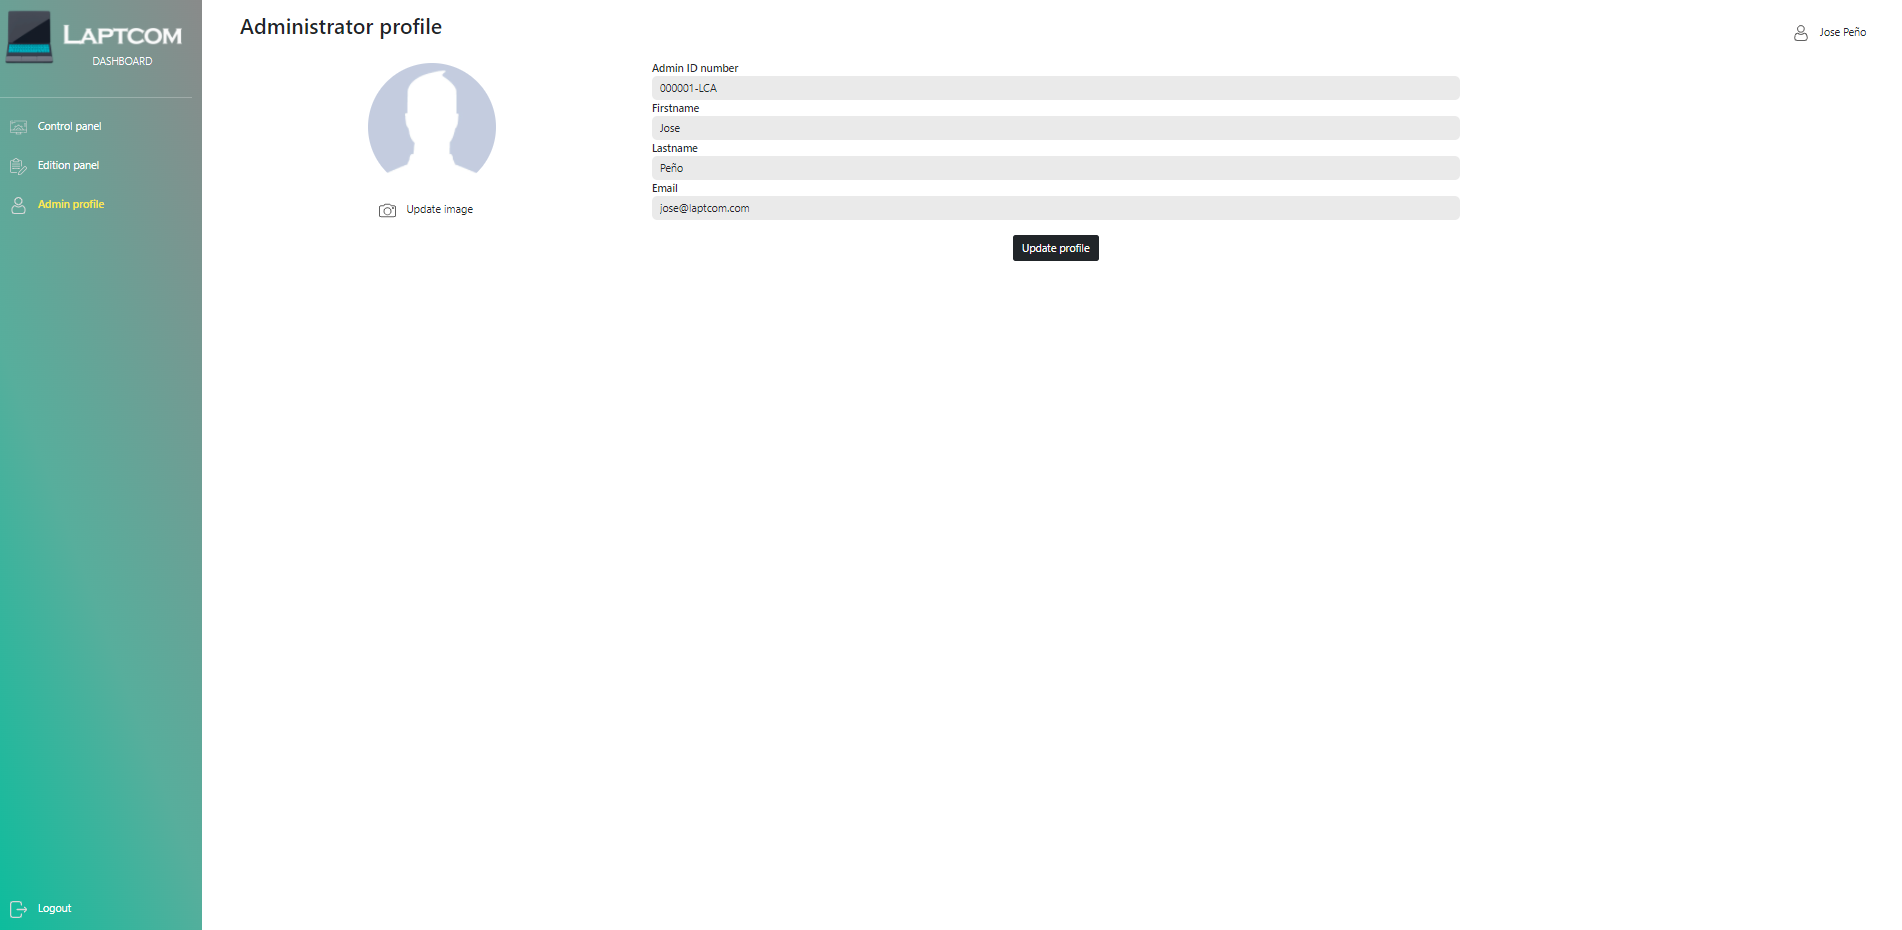 LAPTCOM
DASHBOARD
Control panel
Edition panel
Admin profile
Logout
Administrator profile
Jose Peño
Update image
Admin ID number
000001-LCA
Firstname
Jose
Lastname
Peño
Email
jose@laptcom.com
Update profile